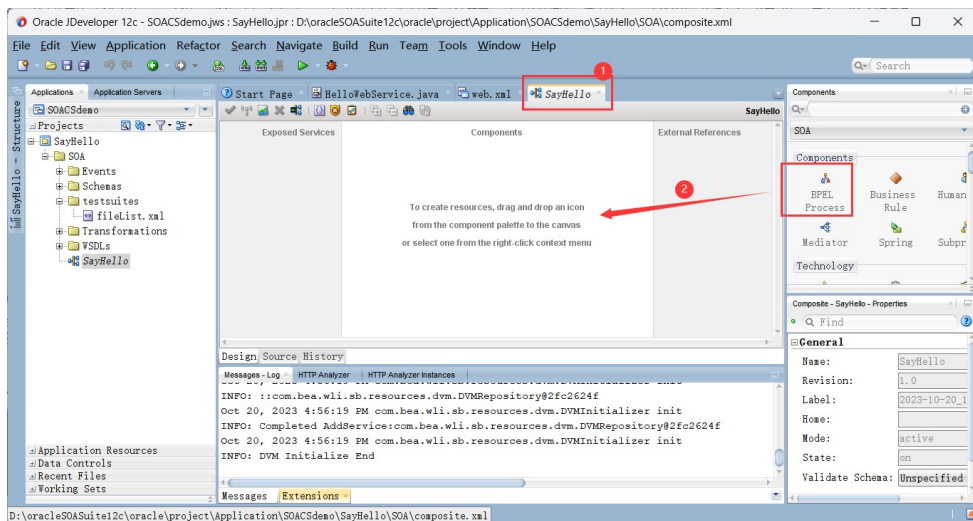 Oracle JDeveloper 12c - SOACSdemo.jws : SayHello.jpr : D:\oracleSOASuite12c\oracle\project\Application\SOACSdemo\SayHello\SOA\composite.xml
File Edit View Application Refactor Search Navigate Build Run Team Tools Window Help
Search
1
Applications
Application Servers
Start Page
HelloWebService.java
web.xml
SayHello
Components
SOACSdemo
SayHello
Projects
SOA
SayHello
SOA
Events
Schemas
testsuites
fileList.xml
Transformations
WSDLs
SayHello
Structure
SayHello
Exposed Services
Components
External References
2
To create resources, drag and drop an icon
from the component palette to the canvas
or select one from the right-click context menu
Components
BPEL Process
Business Rule
Human
Mediator
Spring
Subpr
Technology
Design Source History
Composite - SayHello - Properties
Find
General
Name: SayHello
Revision: 1.0
Label: 2023-10-20_1
Home:
Mode: active
State: on
Validate Schema: Unspecified
Messages - Log
HTTP Analyzer
HTTP Analyzer Instances
INFO: ::com.bea.wli.sb.resources.dvm.DVMRepository@2fc2624f
Oct 20, 2023 4:56:19 PM com.bea.wli.sb.resources.dvm.DVMInitializer init
INFO: Completed AddService:com.bea.wli.sb.resources.dvm.DVMRepository@2fc2624f
Oct 20, 2023 4:56:19 PM com.bea.wli.sb.resources.dvm.DVMInitializer init
INFO: DVM Initialize End
Application Resources
Data Controls
Recent Files
Working Sets
Messages
Extensions
D:\oracleSOASuite12c\oracle\project\Application\SOACSdemo\SayHello\SOA\composite.xml